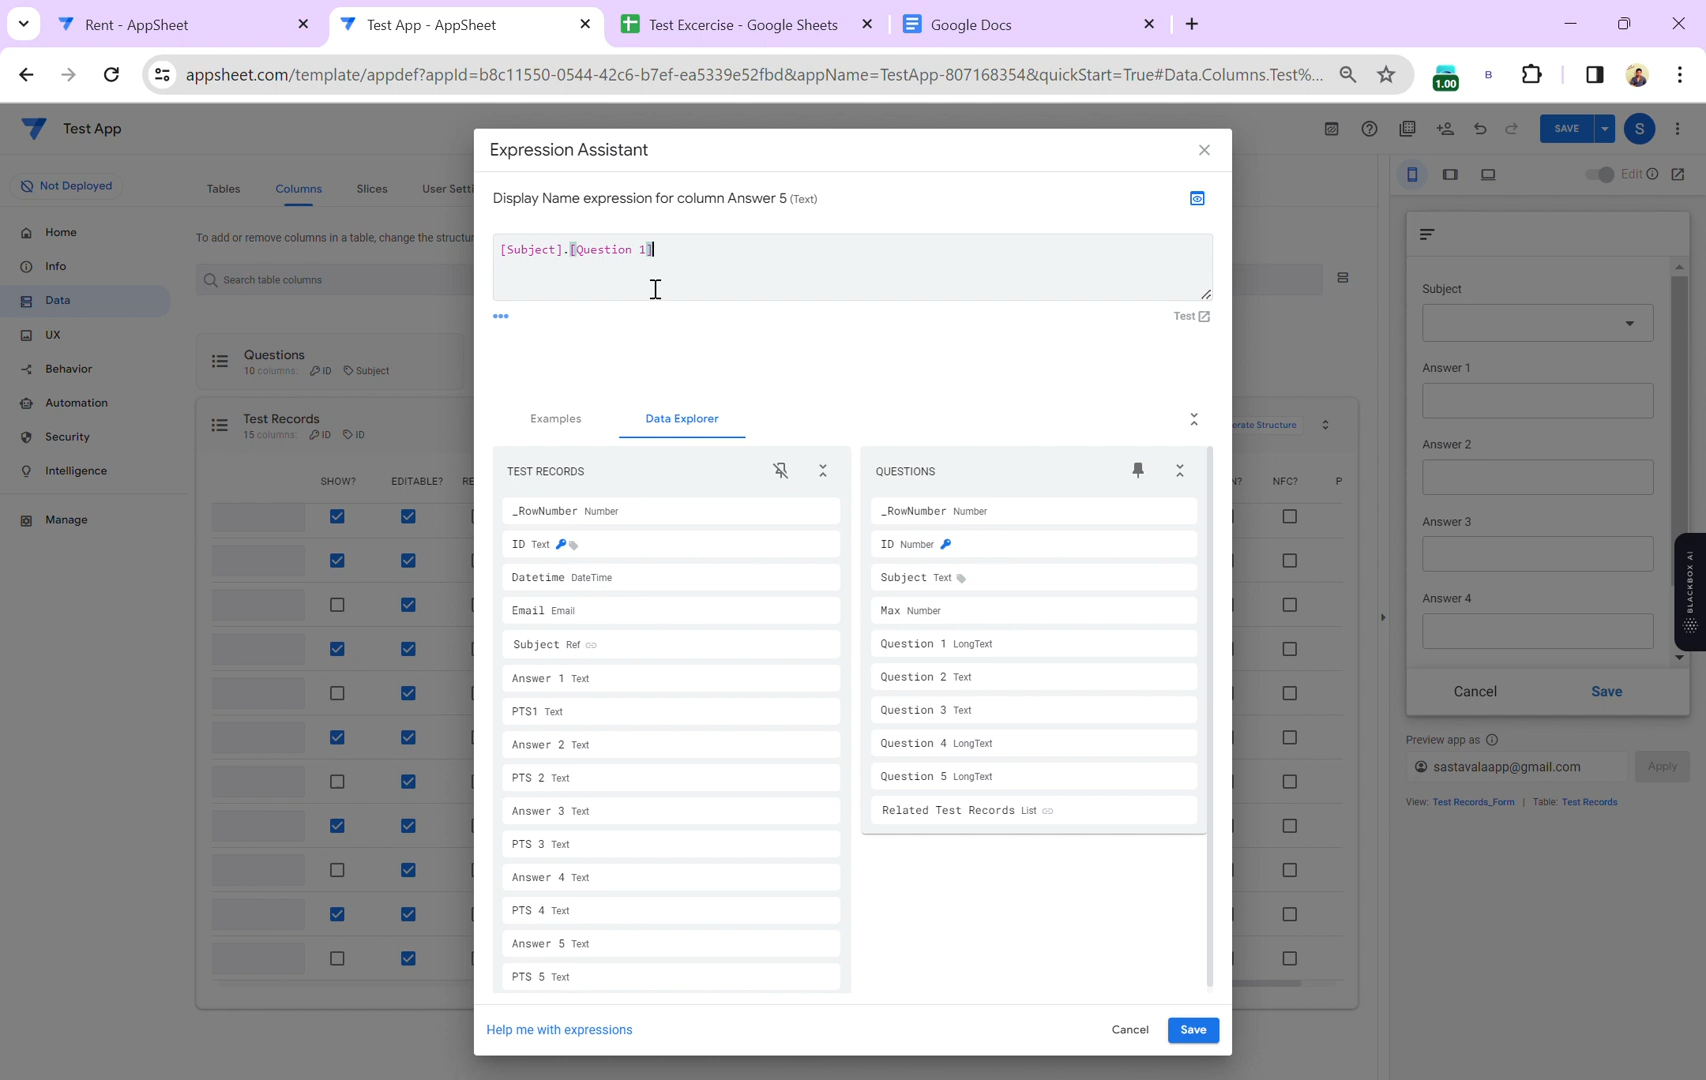 Rent - AppSheet
Test App - AppSheet
Test Excercise - Google Sheets
Google Docs
appsheet.com/template/appdef?appId=b8c11550-0544-42c6-b7ef-ea5339e52fbd&appName=TestApp-807168354&quickStart=True#Data.Columns.Test%...
1.00
B
Test App
SAVE
S
Not Deployed
Home
Info
Data
UX
Behavior
Automation
Security
Intelligence
Manage
Tables
Columns
Slices
User Setti
To add or remove columns in a table, change the structur
Search table columns
Questions
10 columns: ID Subject
Test Records
15 columns: ID ID
erate Structure
SHOW?
EDITABLE?
RE
N?
NFC?
P
Expression Assistant
Display Name expression for column Answer 5 (Text)
[Subject].[Question 1]
Test
Examples
Data Explorer
TEST RECORDS
_RowNumber Number
ID Text
Datetime DateTime
Email Email
Subject Ref
Answer 1 Text
PTS1 Text
Answer 2 Text
PTS 2 Text
Answer 3 Text
PTS 3 Text
Answer 4 Text
PTS 4 Text
Answer 5 Text
PTS 5 Text
QUESTIONS
_RowNumber Number
ID Number
Subject Text
Max Number
Question 1 LongText
Question 2 Text
Question 3 Text
Question 4 LongText
Question 5 LongText
Related Test Records List
Help me with expressions
Cancel
Save
Edit
Subject
Answer 1
Answer 2
Answer 3
Answer 4
Cancel
Save
BLACKBOX AI
Preview app as
sastavalaapp@gmail.com
Apply
View: Test Records_Form | Table: Test Records